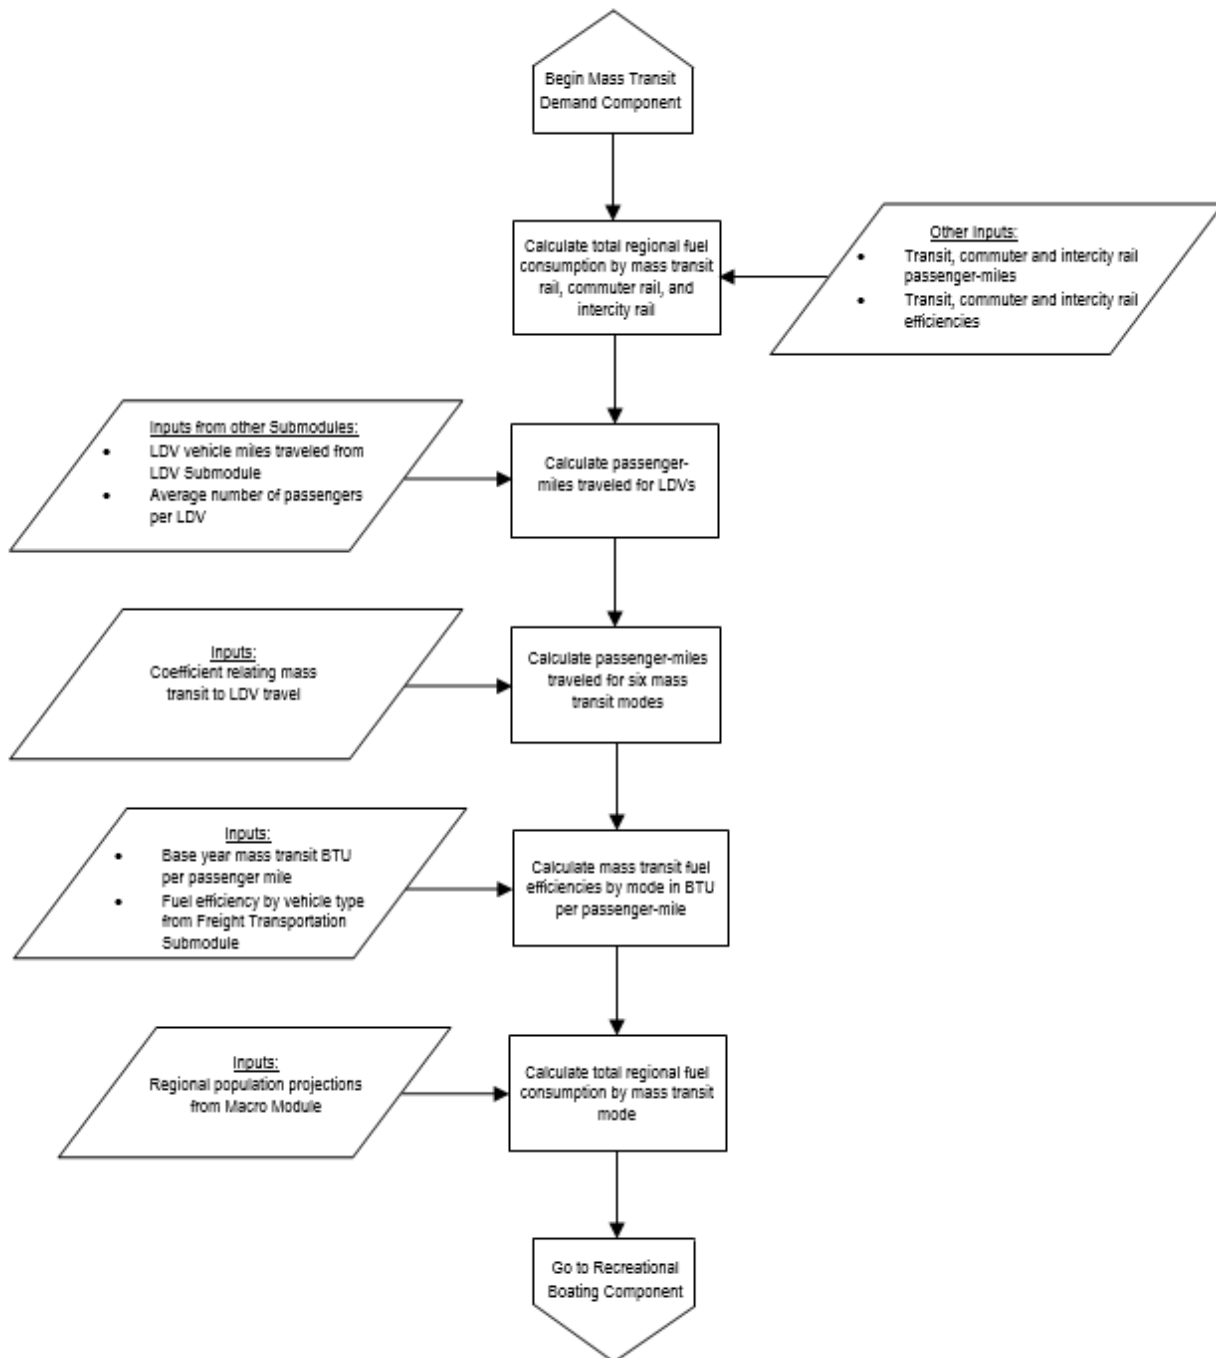 Begin Mass Transit
Demand Component
Calculate total regional fuel
consumption by mass transit
rail, commuter rail, and
intercity rail
Other Inputs:
• Transit, commuter and intercity rail
passenger-miles
• Transit, commuter and intercity rail
efficiencies
Inputs from other Submodules:
• LDV vehicle miles traveled from
LDV Submodule
• Average number of passengers
per LDV
Calculate passenger-
miles traveled for LDVs
Inputs:
Coefficient relating mass
transit to LDV travel
Calculate passenger-miles
traveled for six mass
transit modes
Inputs:
• Base year mass transit BTU
per passenger mile
• Fuel efficiency by vehicle type
from Freight Transportation
Submodule
Calculate mass transit fuel
efficiencies by mode in BTU
per passenger-mile
Inputs:
Regional population projections
from Macro Module
Calculate total regional fuel
consumption by mass transit
mode
Go to Recreational
Boating Component